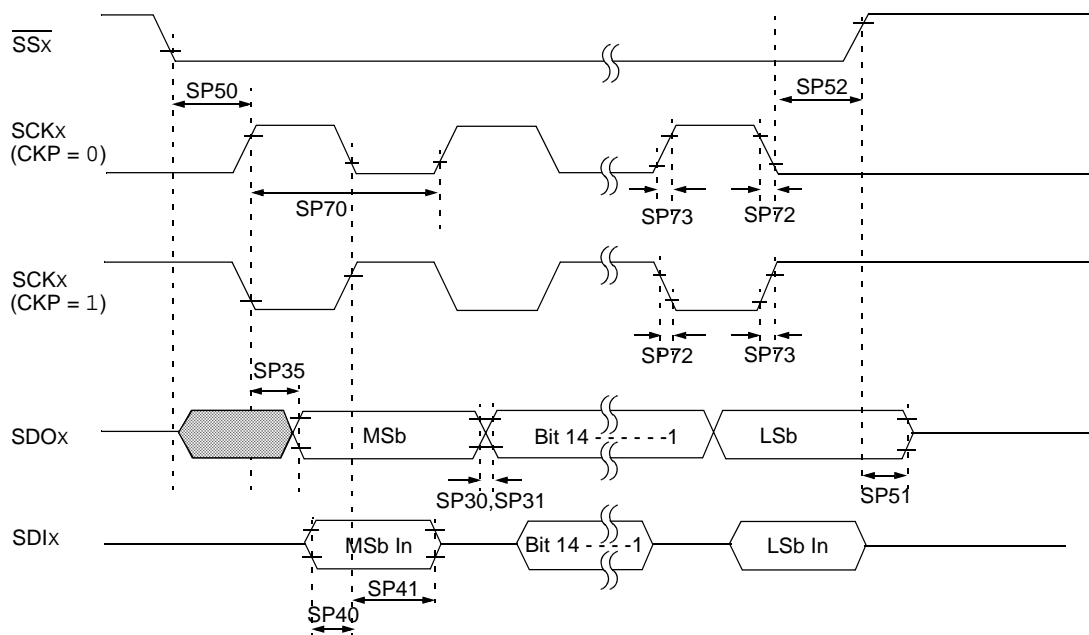 SSX
SP50
SP52
SCKX
(CKP = 0)
SP70
SP73
SP72
SCKX
(CKP = 1)
SP72
SP73
SP35
SDOX
MSb
Bit 14 - - - - - -1
LSb
SP30,SP31
SP51
SDIX
MSb In
Bit 14 - - - -1
LSb In
SP41
SP40